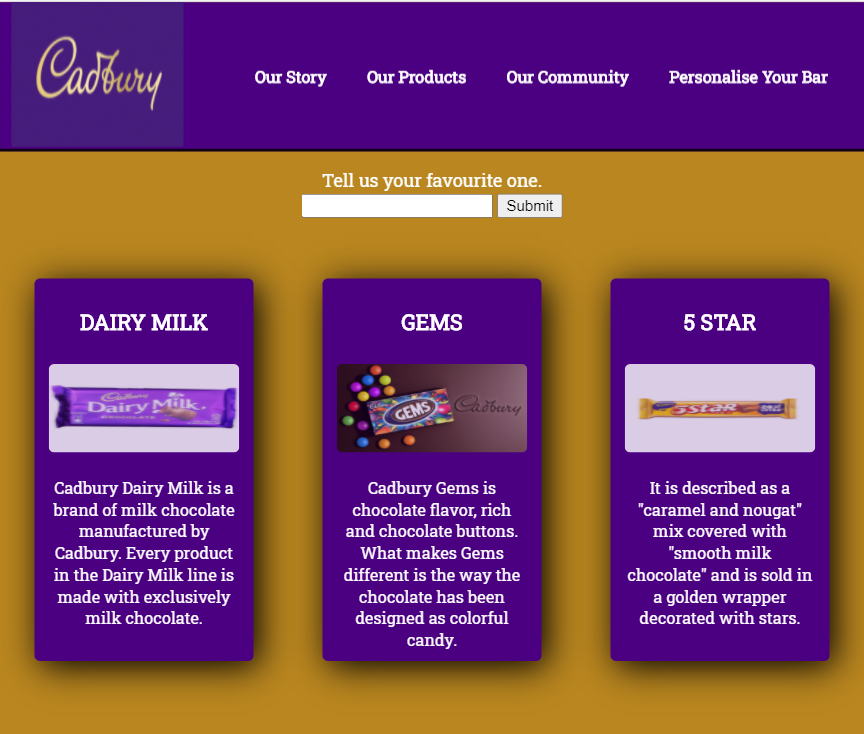 Cadbury
Our Story Our Products Our Community Personalise Your Bar
Tell us your favourite one.
Submit
DAIRY MILK
Cadbury
Dairy Milk
CHOCOLATE
Cadbury Dairy Milk is a
brand of milk chocolate
manufactured by
Cadbury. Every product
in the Dairy Milk line is
made with exclusively
milk chocolate.
GEMS
GEMS
Cadbury
Cadbury Gems is
chocolate flavor, rich
and chocolate buttons.
What makes Gems
different is the way the
chocolate has been
designed as colorful
candy.
5 STAR
5Star
It is described as a
"caramel and nougat"
mix covered with
"smooth milk
chocolate" and is sold in
a golden wrapper
decorated with stars.